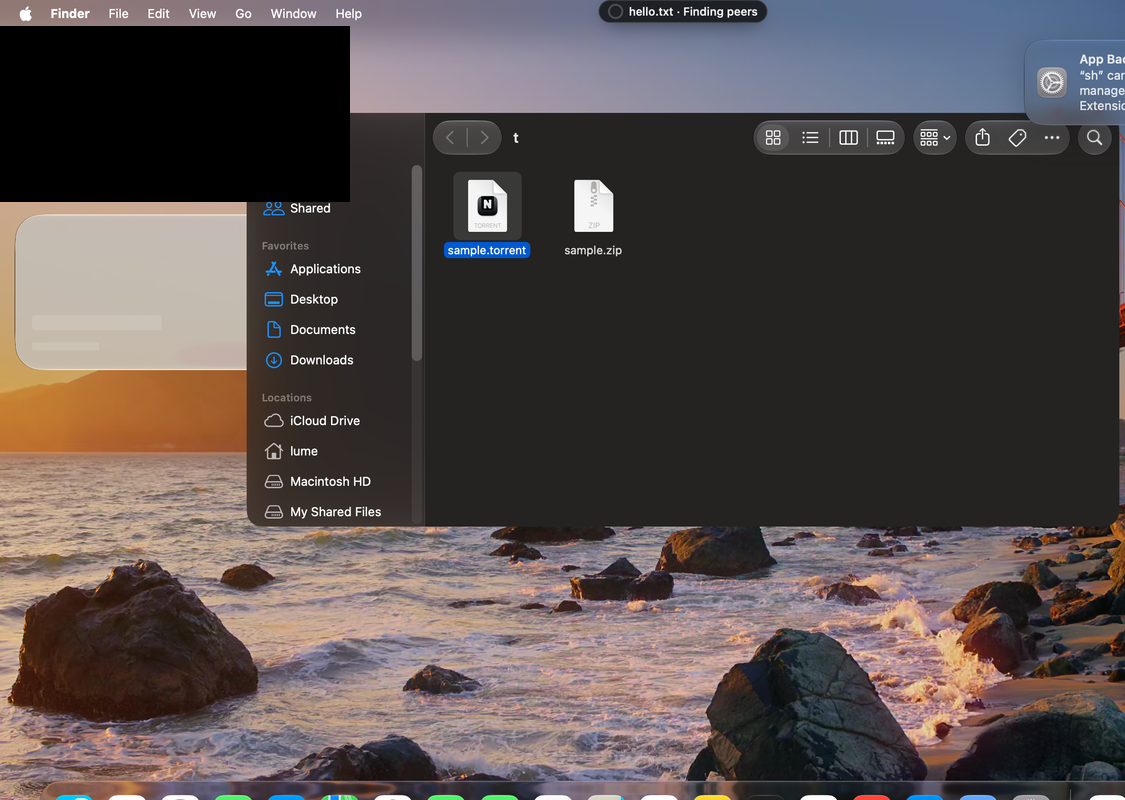 Finder File Edit View Go Window Help
hello.txt · Finding peers
App Bac
“sh” can
manage
Extensio
t
Shared
Favorites
Applications
Desktop
Documents
Downloads
Locations
iCloud Drive
lume
Macintosh HD
My Shared Files
N
TORRENT
ZIP
sample.torrent
sample.zip